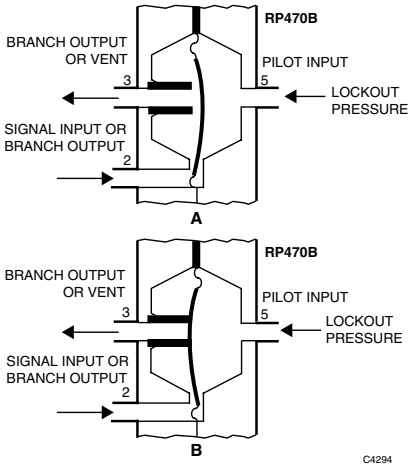 RP470B
BRANCH OUTPUT
OR VENT
3
PILOT INPUT
5
LOCKOUT
PRESSURE
SIGNAL INPUT OR
BRANCH OUTPUT
2
A
RP470B
BRANCH OUTPUT
OR VENT
3
PILOT INPUT
5
LOCKOUT
PRESSURE
SIGNAL INPUT OR
BRANCH OUTPUT
2
B
C4294